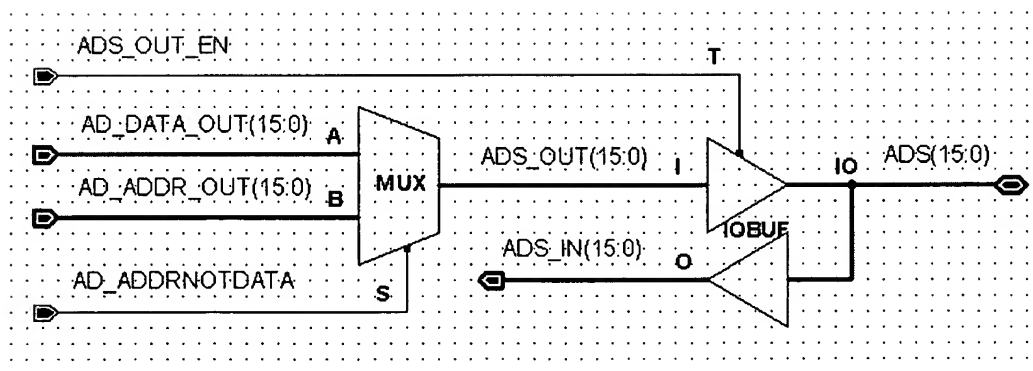 ADS_OUT_EN
T
AD_DATA_OUT(15:0)
A
ADS_OUT(15:0)
I
IO
ADS(15:0)
MUX
AD_ADDR_OUT(15:0)
B
IOBUF
ADS_IN(15:0)
O
AD_ADDRNOTDATA
S